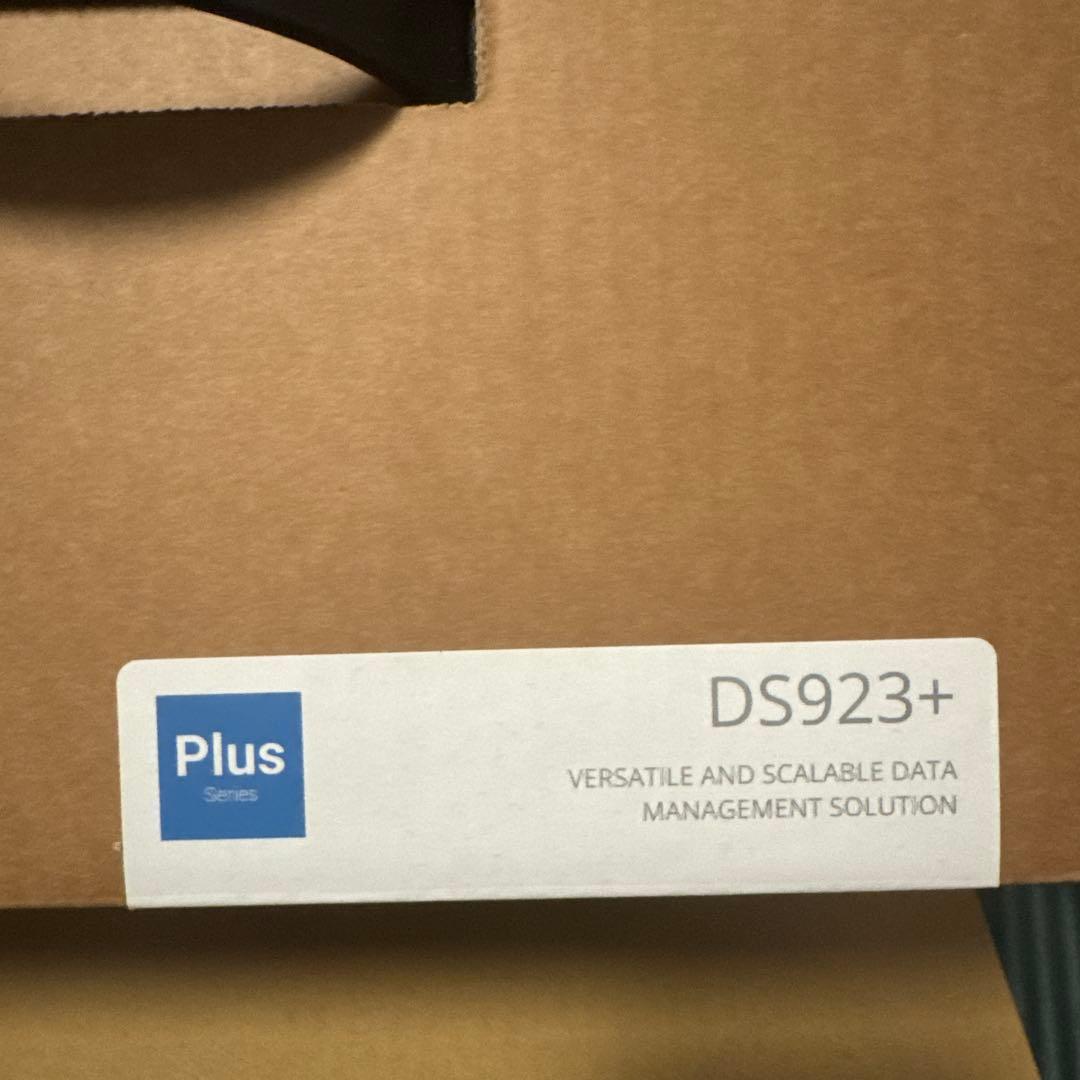 Plus
Series
DS923+
VERSATILE AND SCALABLE DATA
MANAGEMENT SOLUTION